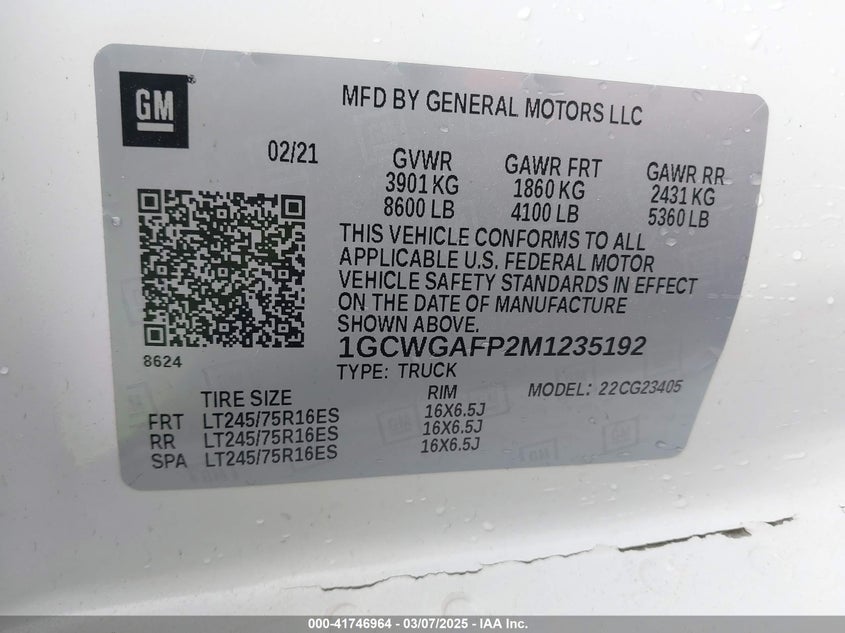 GM
MFD BY GENERAL MOTORS LLC
02/21
GVWR GAWR FRT GAWR RR
3901 KG 1860 KG 2431 KG
8600 LB 4100 LB 5360 LB
THIS VEHICLE CONFORMS TO ALL
APPLICABLE U.S. FEDERAL MOTOR
VEHICLE SAFETY STANDARDS IN EFFECT
ON THE DATE OF MANUFACTURE
SHOWN ABOVE.
8624
1GCWGAFP2M1235192
TYPE: TRUCK
TIRE SIZE RIM MODEL: 22CG23405
FRT LT245/75R16ES 16X6.5J
RR LT245/75R16ES 16X6.5J
SPA LT245/75R16ES 16X6.5J
000-41746964 — 03/07/2025 — IAA Inc.